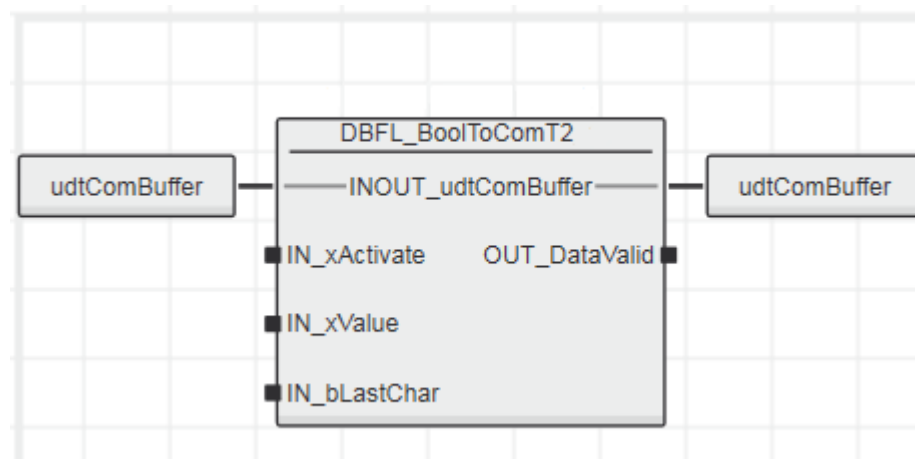 DBFL_BoolToComT2
udtComBuffer INOUT_udtComBuffer udtComBuffer
IN_xActivate OUT_DataValid
IN_xValue
IN_bLastChar